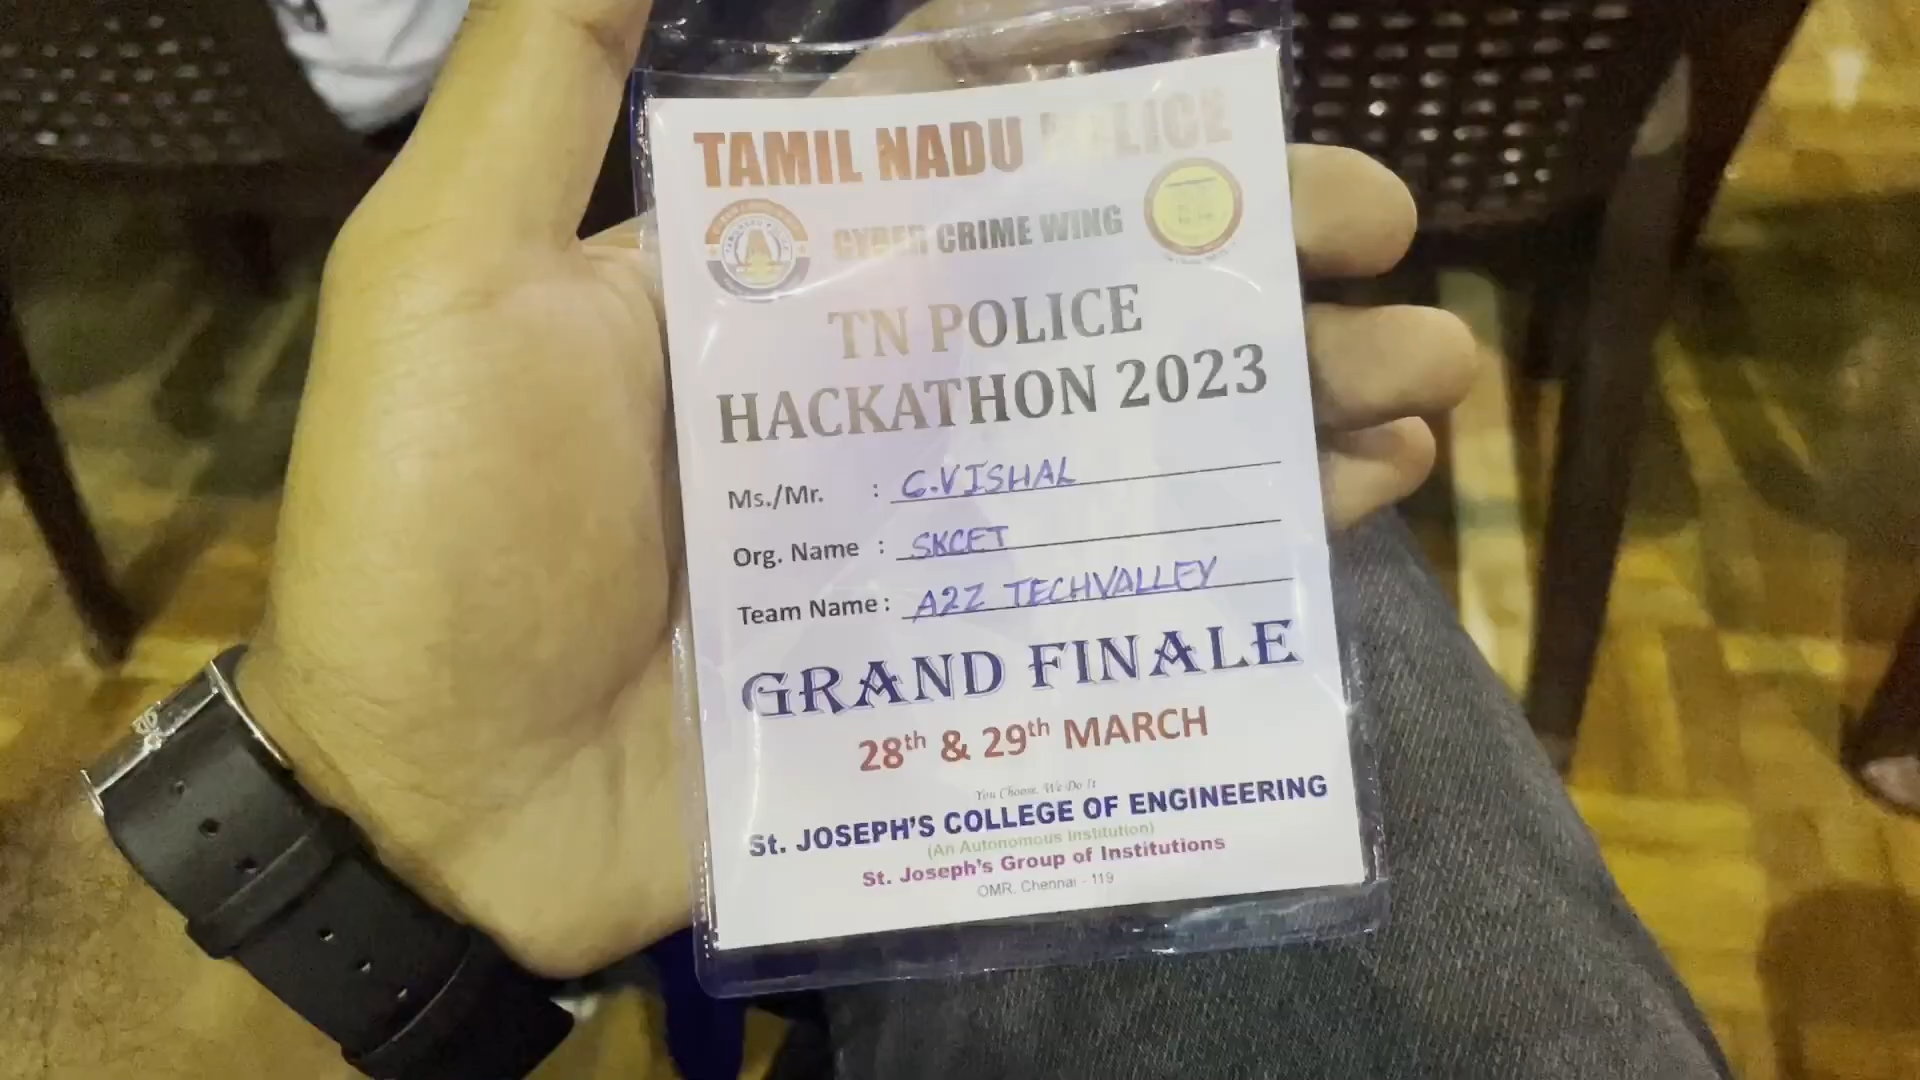 TAMIL NADU POLICE
CYBER CRIME WING
TN POLICE
HACKATHON 2023
Ms./Mr. : G.VISHAL
Org. Name : SKCET
Team Name : A2Z TECHVALLEY
GRAND FINALE
28th & 29th MARCH
You Choose, We Do It
St. JOSEPH'S COLLEGE OF ENGINEERING
(An Autonomous Institution)
St. Joseph's Group of Institutions
OMR, Chennai - 119